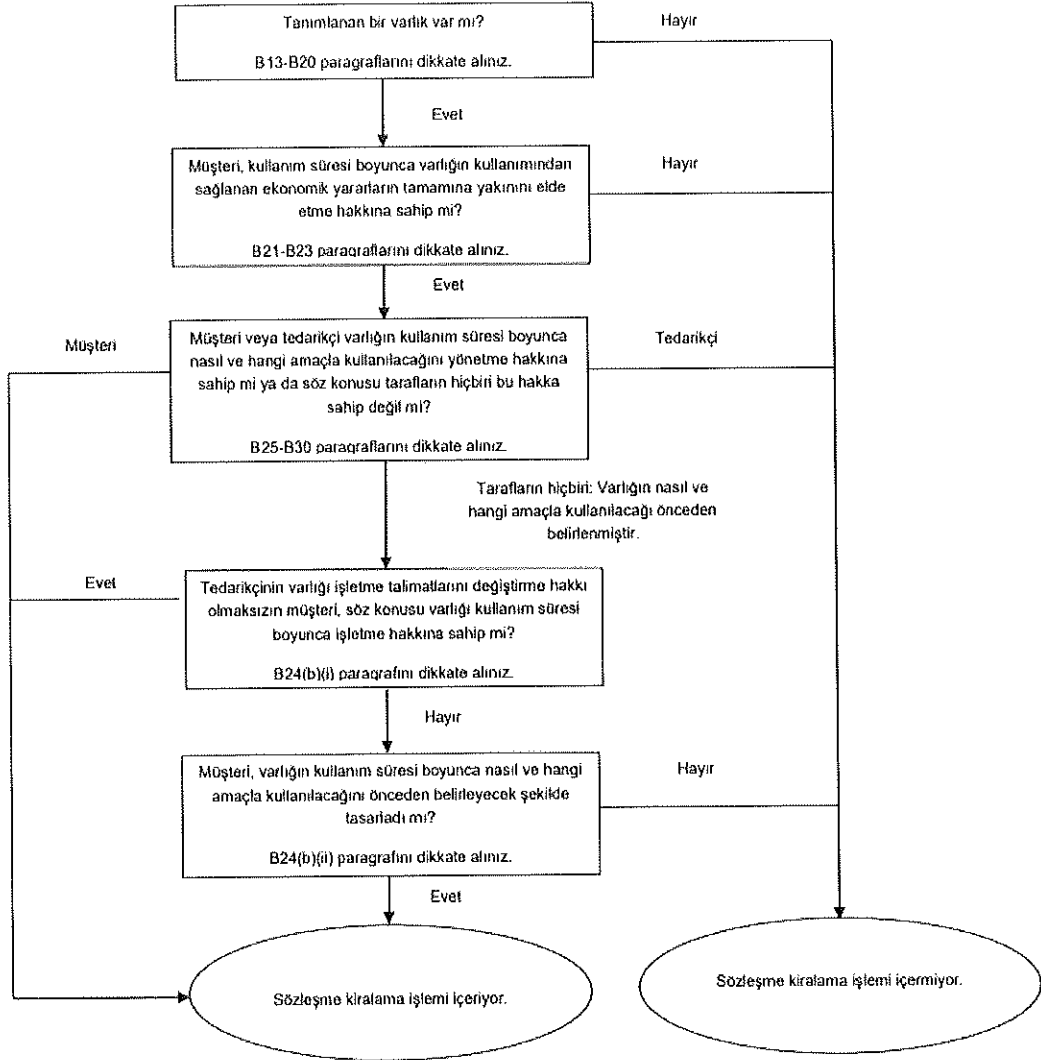 Tanımlanan bir varlık var mı?
Hayır
B13-B20 paragraflarını dikkate alınız.
Evet
Müşteri, kullanım süresi boyunca varlığın kullanımından
sağlanan ekonomik yararların tamamına yakınını elde
etme hakkına sahip mi?
Hayır
B21-B23 paragraflarını dikkate alınız.
Evet
Müşteri
Müşteri veya tedarikçi varlığın kullanım süresi boyunca
nasıl ve hangi amaçla kullanılacağını yönetme hakkına
sahip mi ya da söz konusu tarafların hiçbiri bu hakka
sahip değil mi?
Tedarikçi
B25-B30 paragraflarını dikkate alınız.
Tarafların hiçbiri: Varlığın nasıl ve
hangi amaçla kullanılacağı önceden
belirlenmiştir.
Evet
Tedarikçinin varlığı işletme talimatlarını değiştirme hakkı
olmaksızın müşteri, söz konusu varlığı kullanım süresi
boyunca işletme hakkına sahip mi?
B24(b)(i) paragrafını dikkate alınız.
Hayır
Müşteri, varlığın kullanım süresi boyunca nasıl ve hangi
amaçla kullanılacağını önceden belirleyecek şekilde
tasarladı mı?
Hayır
B24(b)(ii) paragrafını dikkate alınız.
Evet
Sözleşme kiralama işlemi içeriyor.
Sözleşme kiralama işlemi içermiyor.